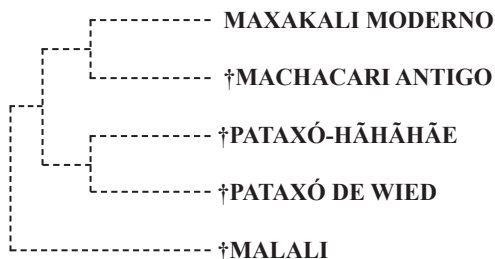 MAXAKALI MODERNO
†MACHACARI ANTIGO
†PATAXÓ-HÃHÃHÃE
†PATAXÓ DE WIED
†MALALI